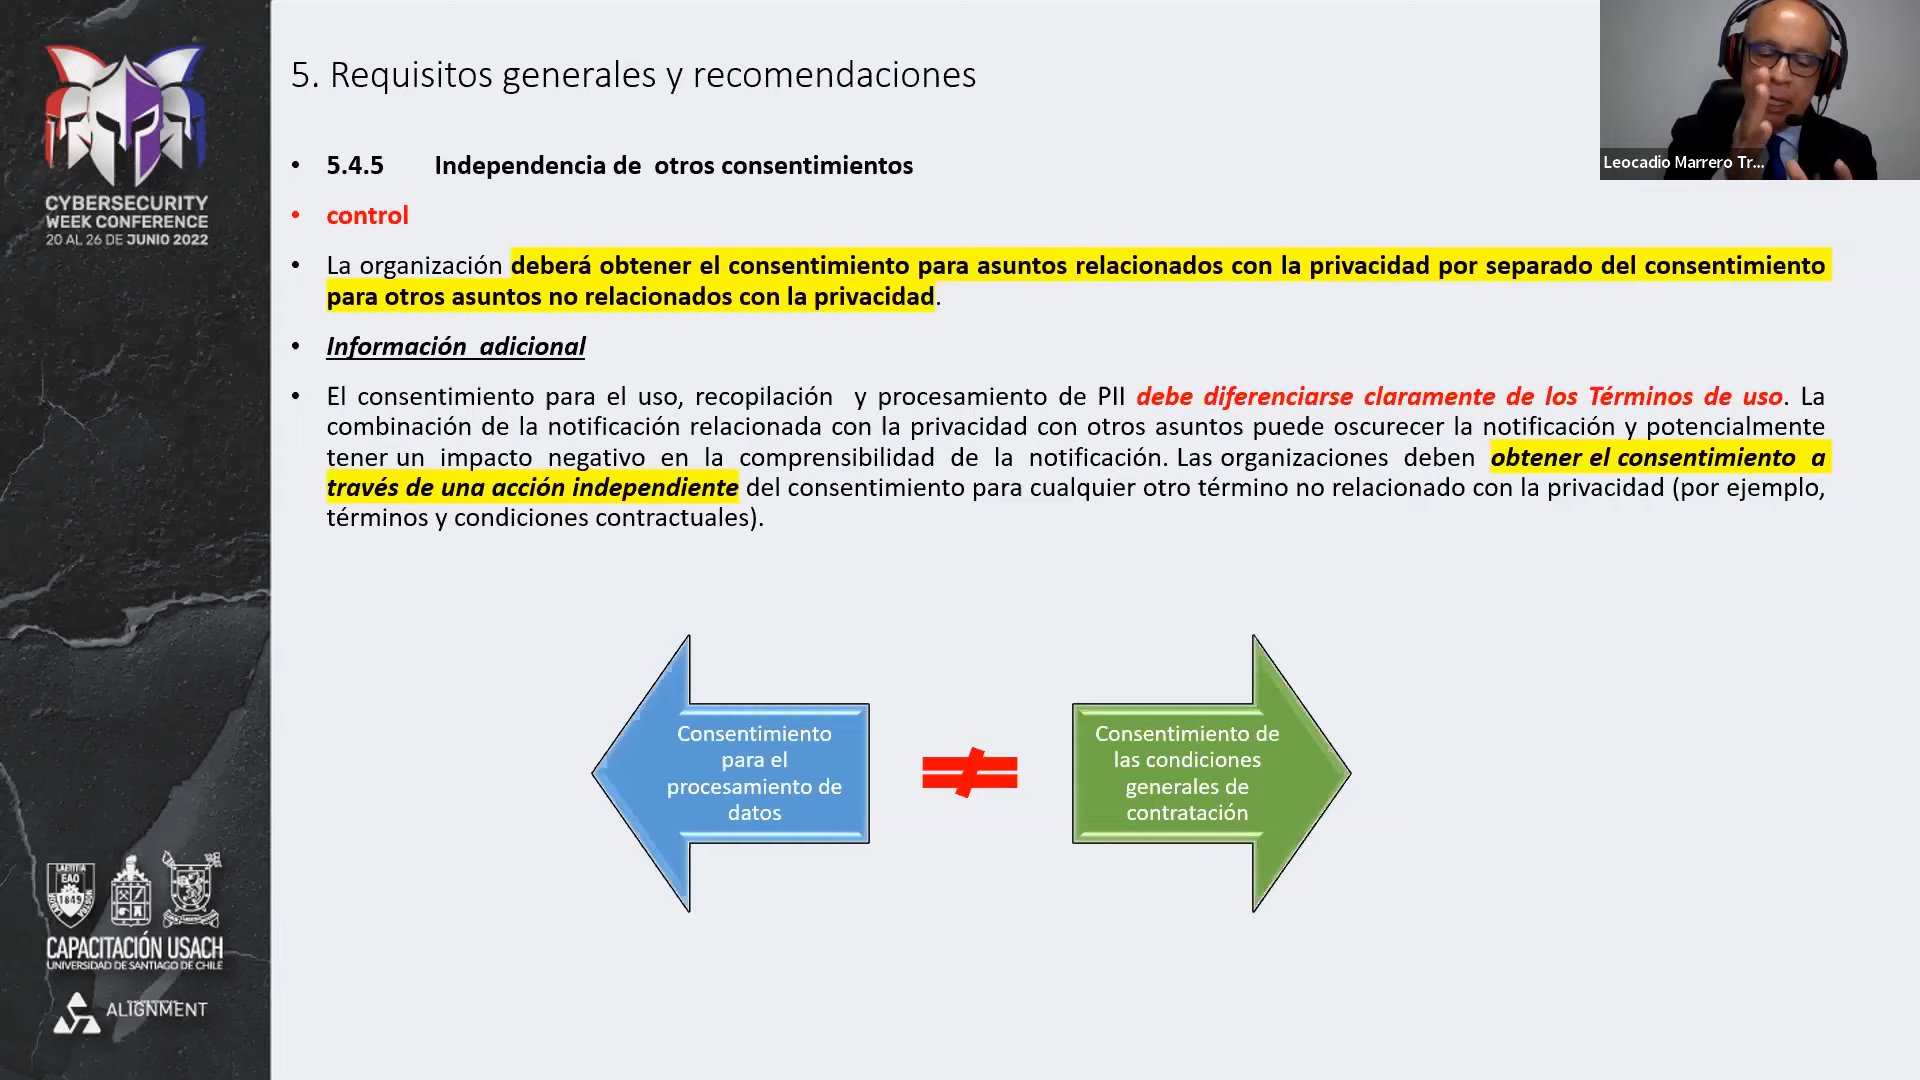 5. Requisitos generales y recomendaciones
Leocadio Marrero Tr...
CYBERSECURITY
WEEK CONFERENCE
20 AL 26 DE JUNIO 2022
• 5.4.5 Independencia de otros consentimientos
• control
• La organización deberá obtener el consentimiento para asuntos relacionados con la privacidad por separado del consentimiento
para otros asuntos no relacionados con la privacidad.
• Información adicional
• El consentimiento para el uso, recopilación y procesamiento de PII debe diferenciarse claramente de los Términos de uso. La
combinación de la notificación relacionada con la privacidad con otros asuntos puede oscurecer la notificación y potencialmente
tener un impacto negativo en la comprensibilidad de la notificación. Las organizaciones deben obtener el consentimiento a
través de una acción independiente del consentimiento para cualquier otro término no relacionado con la privacidad (por ejemplo,
términos y condiciones contractuales).
Consentimiento
para el
procesamiento de
datos
≠
Consentimiento de
las condiciones
generales de
contratación
LAETITIA
EAO
1849
CAPACITACIÓN USACH
UNIVERSIDAD DE SANTIAGO DE CHILE
ALIGNMENT